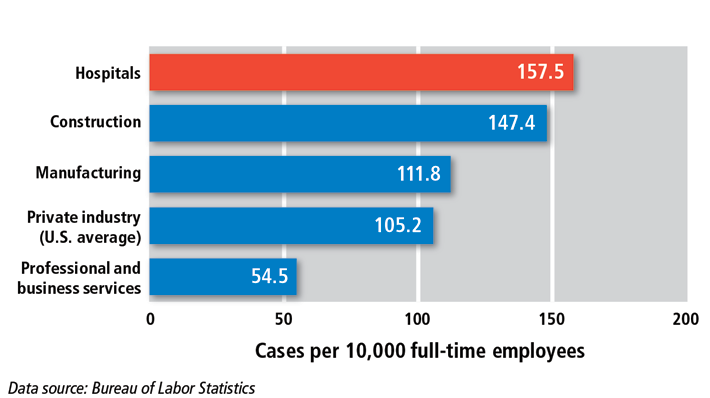 Hospitals
157.5
Construction
147.4
Manufacturing
111.8
Private industry
(U.S. average)
105.2
Professional and
business services
54.5
0 50 100 150 200
Cases per 10,000 full-time employees
Data source: Bureau of Labor Statistics